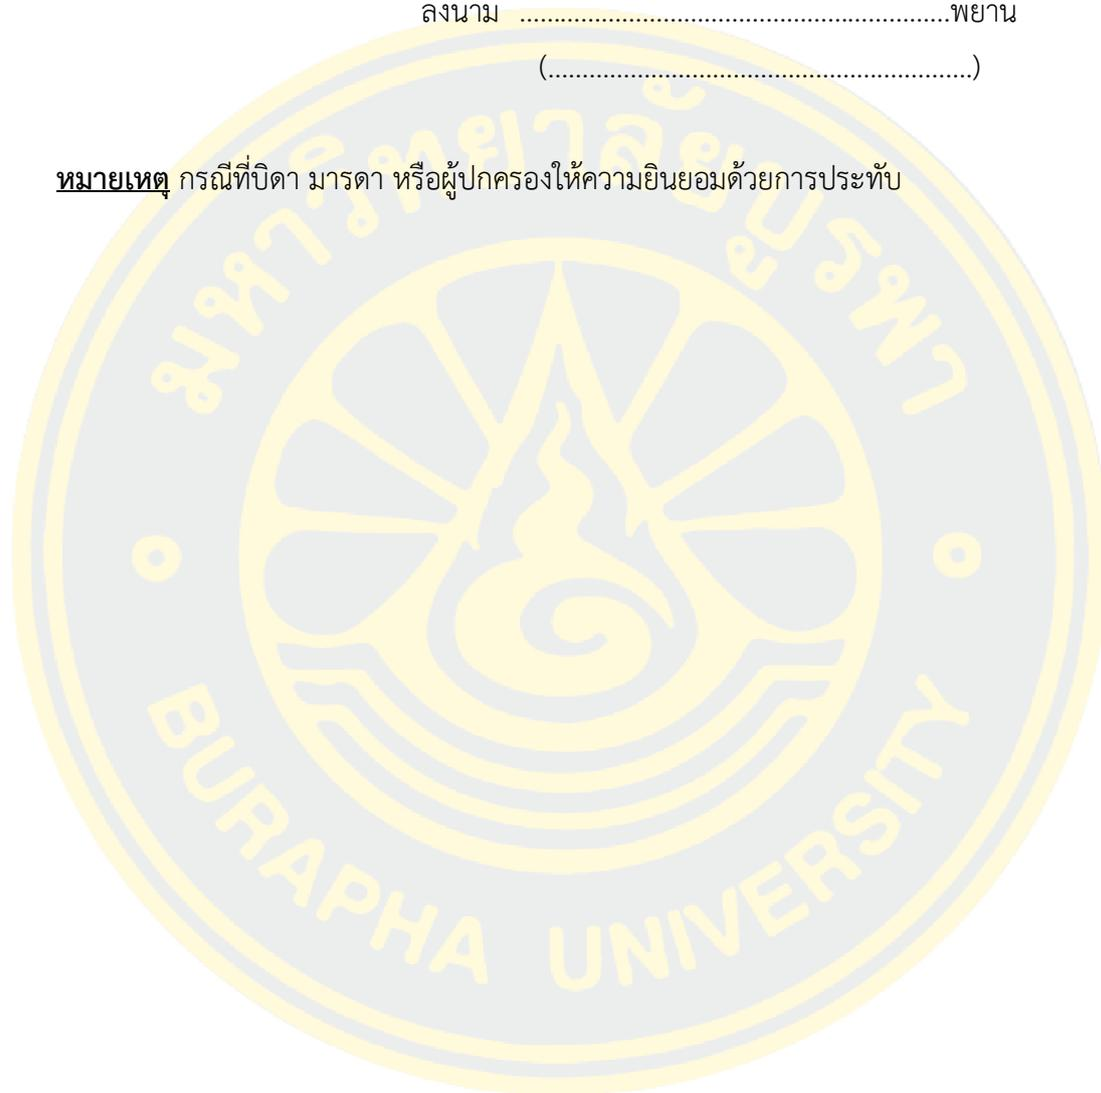 ลงนาม ..............................................................พยาน
(.............................................................)
หมายเหตุ กรณีที่บิดา มารดา หรือผู้ปกครองให้ความยินยอมด้วยการประทับ
มหาวิทยาลัยบูรพา
BURAPHA UNIVERSITY